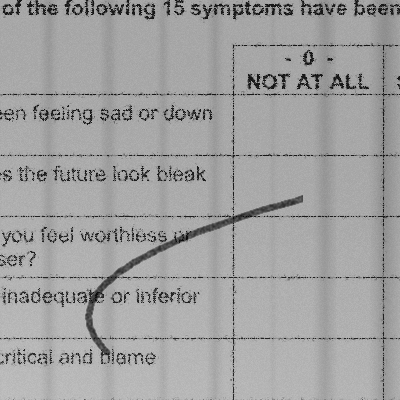 of the following 15 symptoms have been
- 0 -
NOT AT ALL
een feeling sad or down
es the future look bleak
you feel worthless or
ser?
inadequate or inferior
critical and blame